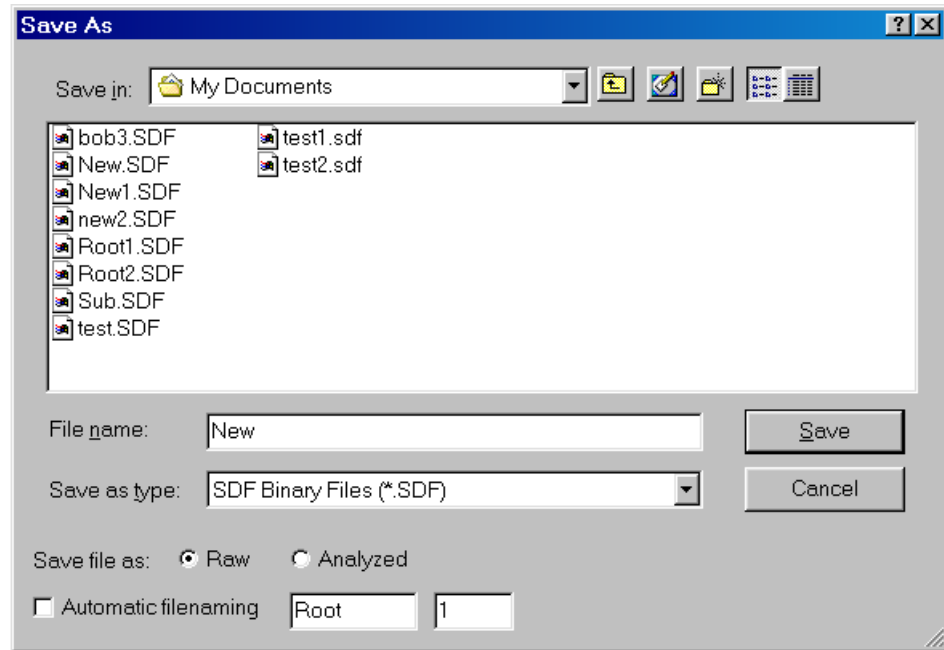 Save As
Save in: My Documents
bob3.SDF
New.SDF
New1.SDF
new2.SDF
Root1.SDF
Root2.SDF
Sub.SDF
test.SDF
test1.sdf
test2.sdf
File name: New
Save
Save as type: SDF Binary Files (*.SDF)
Cancel
Save file as: Raw Analyzed
Automatic filenaming Root 1